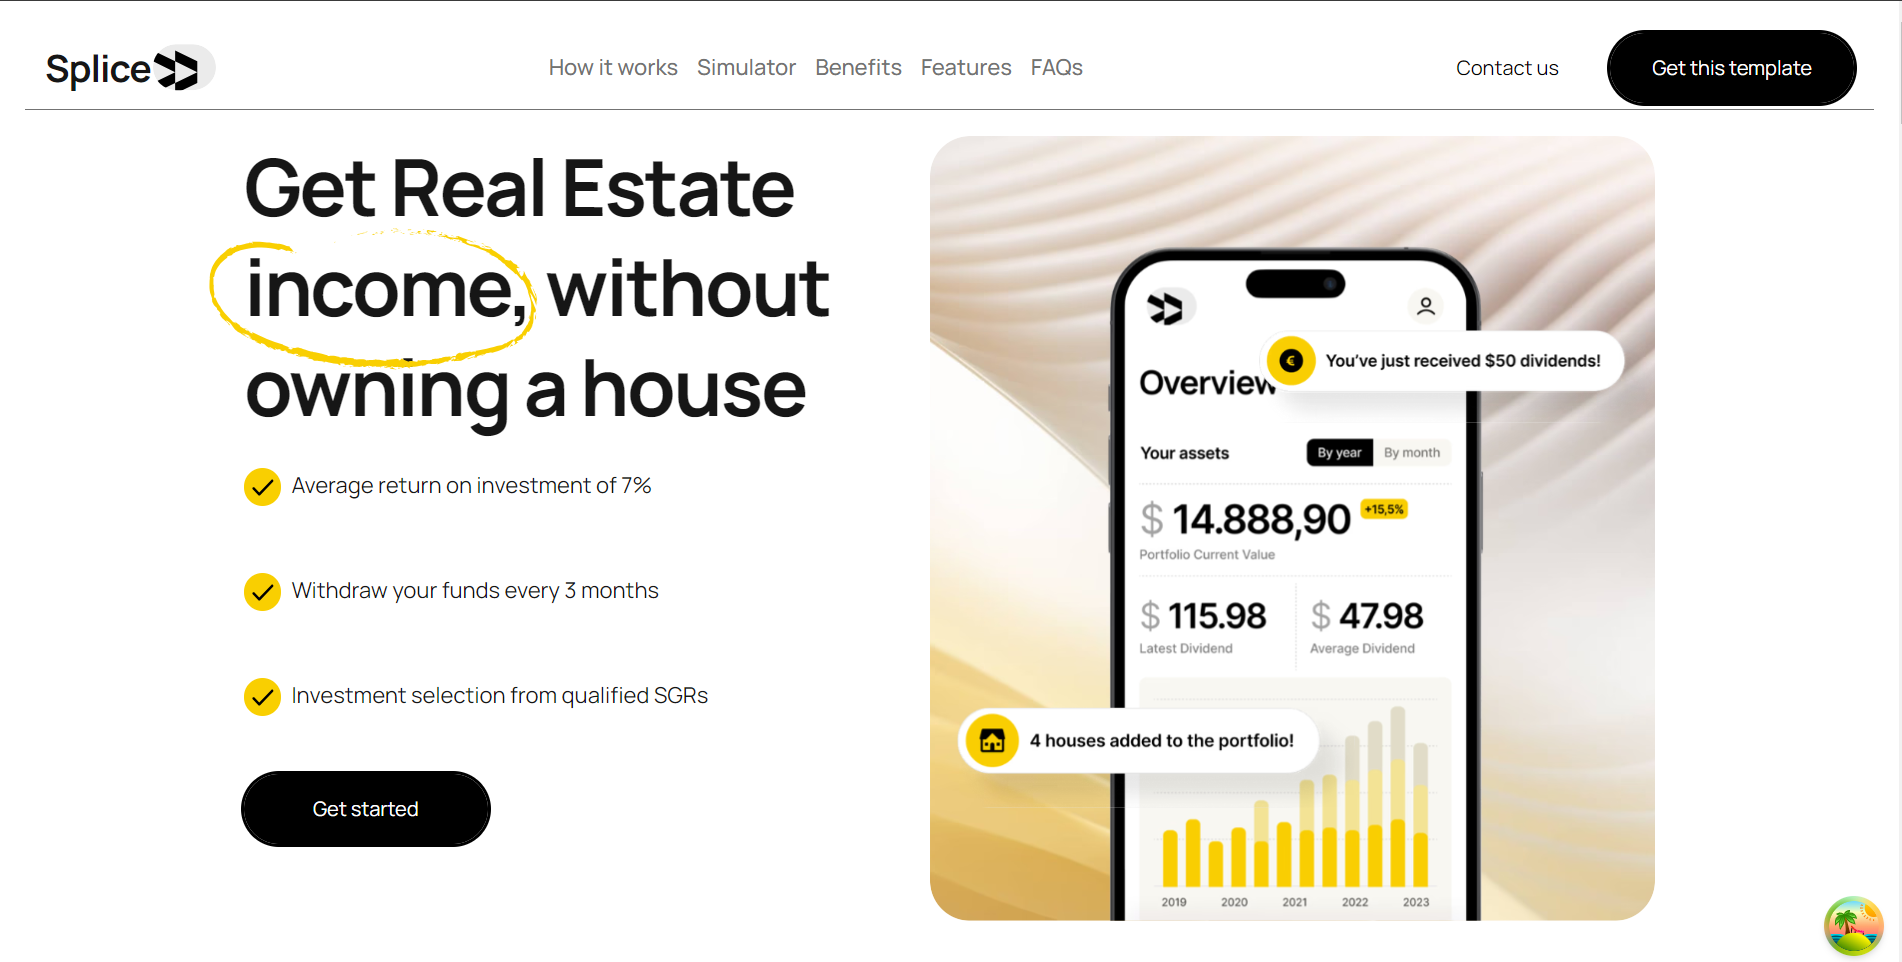 Splice
How it works Simulator Benefits Features FAQs
Contact us
Get this template
Get Real Estate
income, without
owning a house
Average return on investment of 7%
Withdraw your funds every 3 months
Investment selection from qualified SGRs
Get started
€ You've just received $50 dividends!
Overview
Your assets
By year By month
$ 14.888,90 +15,5%
Portfolio Current Value
$ 115.98 $ 47.98
Latest Dividend Average Dividend
4 houses added to the portfolio!
2019 2020 2021 2022 2023